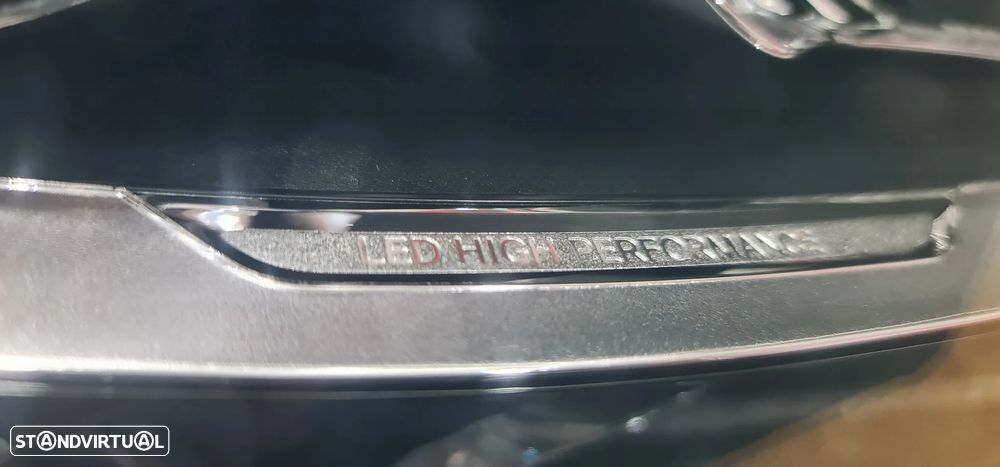 LED HIGH PERFORMANCE
STANDVIRTUAL